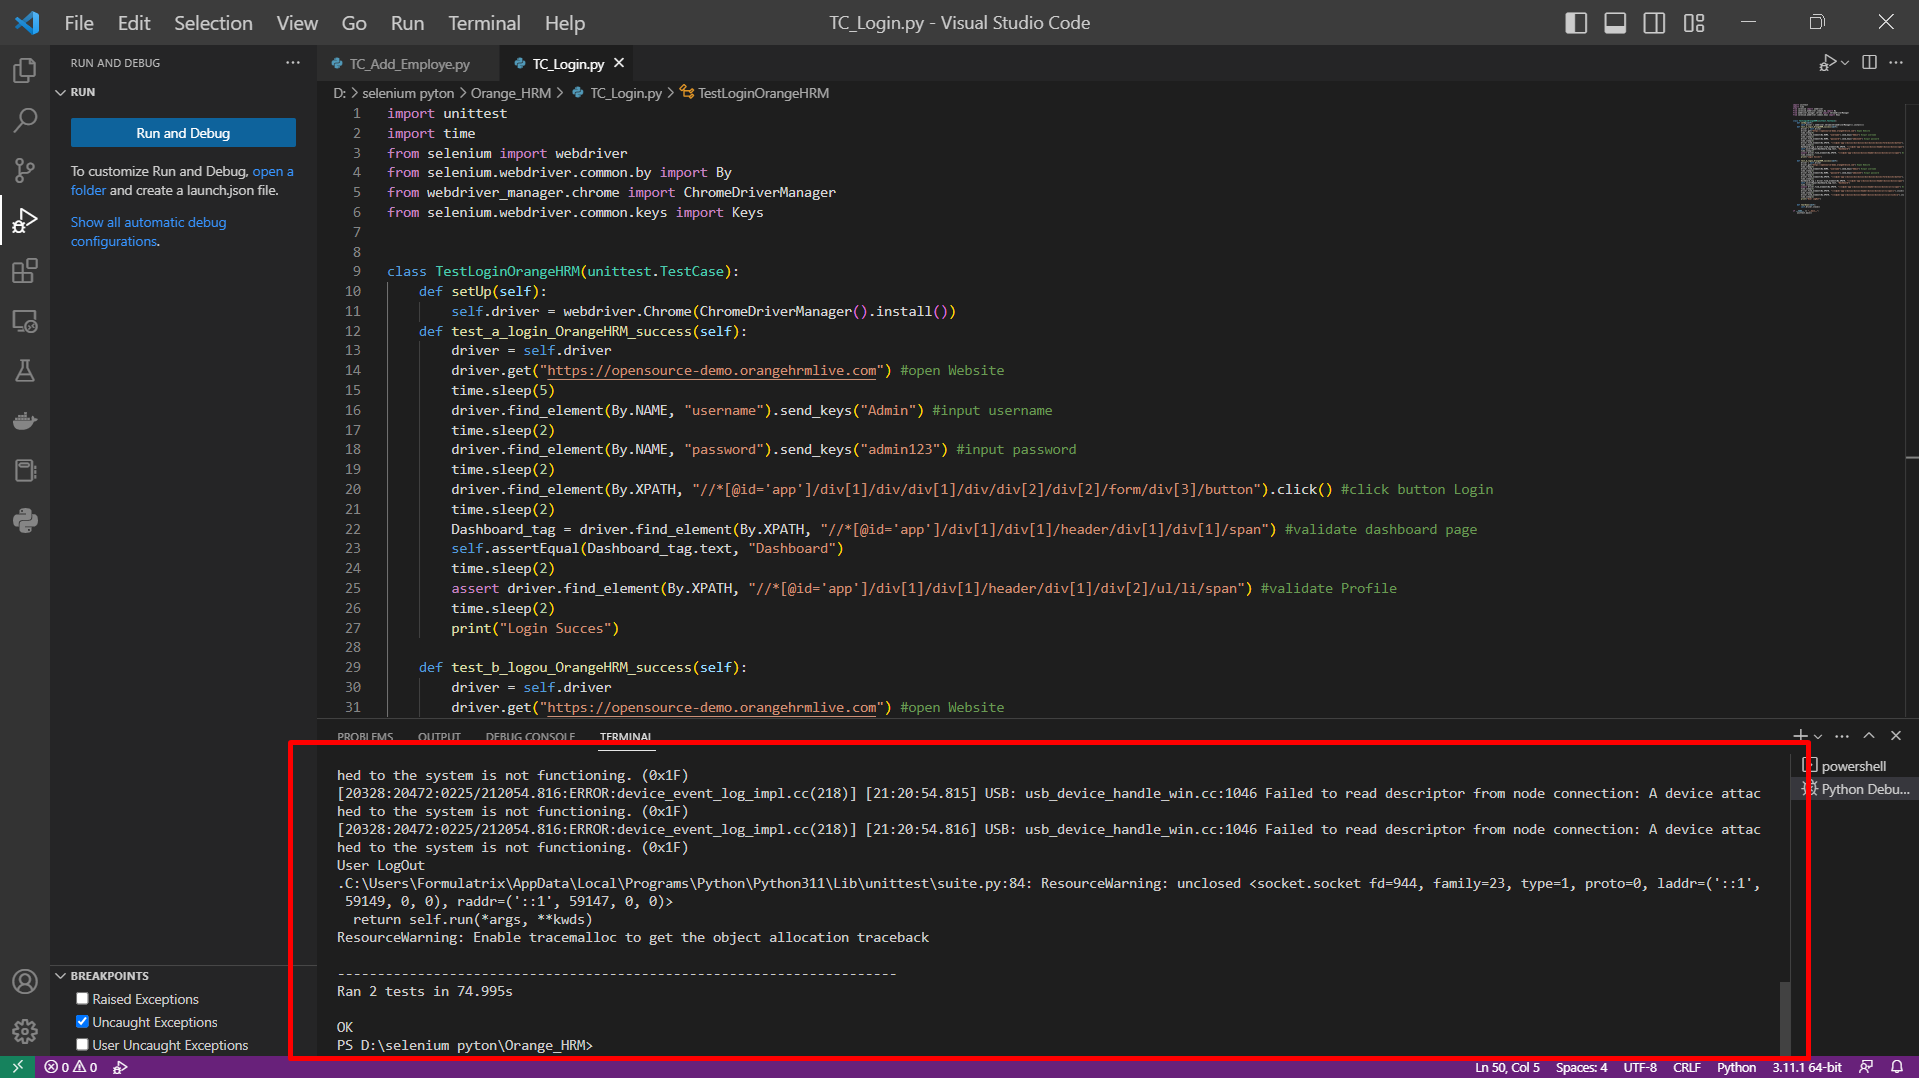 File Edit Selection View Go Run Terminal Help
TC_Login.py - Visual Studio Code
RUN AND DEBUG
RUN
Run and Debug
To customize Run and Debug, open a
folder and create a launch.json file.
Show all automatic debug
configurations.
TC_Add_Employe.py
TC_Login.py
D: > selenium pyton > Orange_HRM > TC_Login.py > TestLoginOrangeHRM
1 import unittest
2 import time
3 from selenium import webdriver
4 from selenium.webdriver.common.by import By
5 from webdriver_manager.chrome import ChromeDriverManager
6 from selenium.webdriver.common.keys import Keys
7
8
9 class TestLoginOrangeHRM(unittest.TestCase):
10 def setUp(self):
11 self.driver = webdriver.Chrome(ChromeDriverManager().install())
12 def test_a_login_OrangeHRM_success(self):
13 driver = self.driver
14 driver.get("https://opensource-demo.orangehrmlive.com") #open Website
15 time.sleep(5)
16 driver.find_element(By.NAME, "username").send_keys("Admin") #input username
17 time.sleep(2)
18 driver.find_element(By.NAME, "password").send_keys("admin123") #input password
19 time.sleep(2)
20 driver.find_element(By.XPATH, "//*[@id='app']/div[1]/div/div[1]/div/div[2]/div[2]/form/div[3]/button").click() #click button Login
21 time.sleep(2)
22 Dashboard_tag = driver.find_element(By.XPATH, "//*[@id='app']/div[1]/div[1]/header/div[1]/div[1]/span") #validate dashboard page
23 self.assertEqual(Dashboard_tag.text, "Dashboard")
24 time.sleep(2)
25 assert driver.find_element(By.XPATH, "//*[@id='app']/div[1]/div[1]/header/div[1]/div[2]/ul/li/span") #validate Profile
26 time.sleep(2)
27 print("Login Succes")
28
29 def test_b_logou_OrangeHRM_success(self):
30 driver = self.driver
31 driver.get("https://opensource-demo.orangehrmlive.com") #open Website
PROBLEMS OUTPUT DEBUG CONSOLE TERMINAL
hed to the system is not functioning. (0x1F)
[20328:20472:0225/212054.816:ERROR:device_event_log_impl.cc(218)] [21:20:54.815] USB: usb_device_handle_win.cc:1046 Failed to read descriptor from node connection: A device attac
hed to the system is not functioning. (0x1F)
[20328:20472:0225/212054.816:ERROR:device_event_log_impl.cc(218)] [21:20:54.816] USB: usb_device_handle_win.cc:1046 Failed to read descriptor from node connection: A device attac
hed to the system is not functioning. (0x1F)
User LogOut
.C:\Users\Formulatrix\AppData\Local\Programs\Python\Python311\Lib\unittest\suite.py:84: ResourceWarning: unclosed <socket.socket fd=944, family=23, type=1, proto=0, laddr=('::1',
59149, 0, 0), raddr=('::1', 59147, 0, 0)>
return self.run(*args, **kwds)
ResourceWarning: Enable tracemalloc to get the object allocation traceback
----------------------------------------------------------------------
Ran 2 tests in 74.995s
OK
PS D:\selenium pyton\Orange_HRM>
powershell
Python Debu...
BREAKPOINTS
Raised Exceptions
Uncaught Exceptions
User Uncaught Exceptions
0 0
Ln 50, Col 5 Spaces: 4 UTF-8 CRLF Python 3.11.1 64-bit